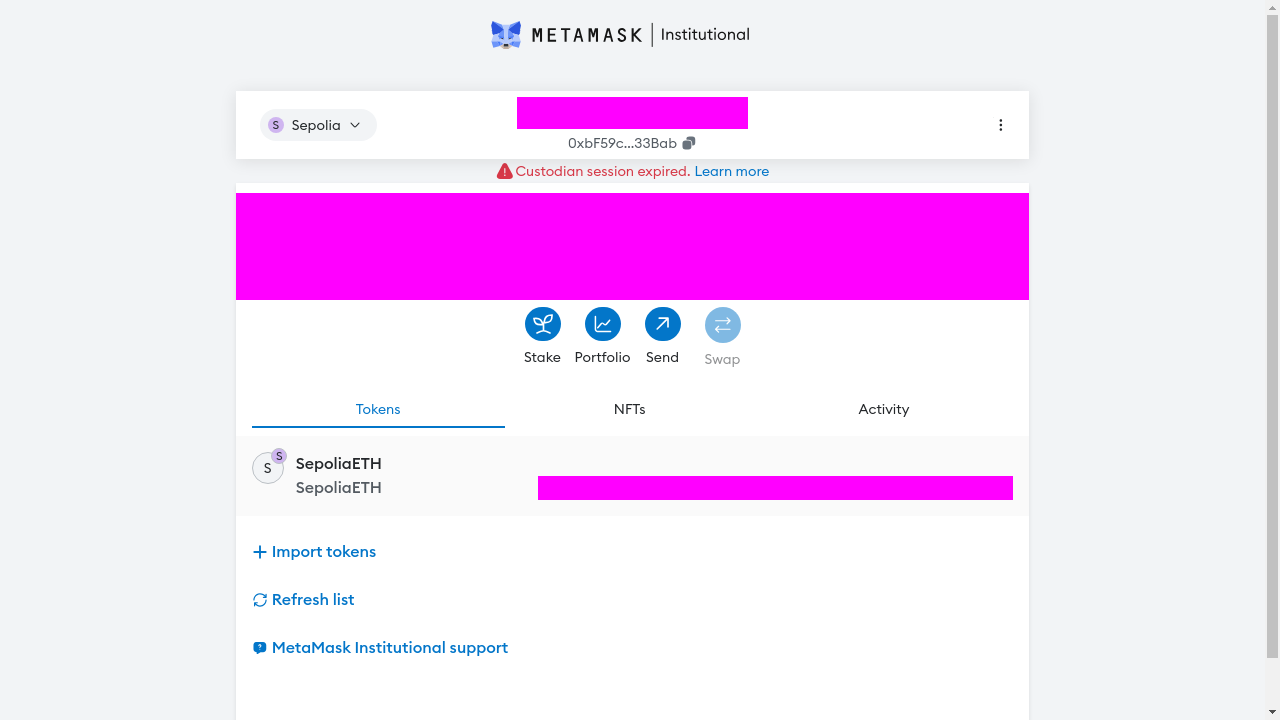 METAMASK | Institutional
S Sepolia
0xbF59c...33Bab
Custodian session expired. Learn more
Stake Portfolio Send Swap
Tokens NFTs Activity
S S SepoliaETH
SepoliaETH
Import tokens
Refresh list
MetaMask Institutional support